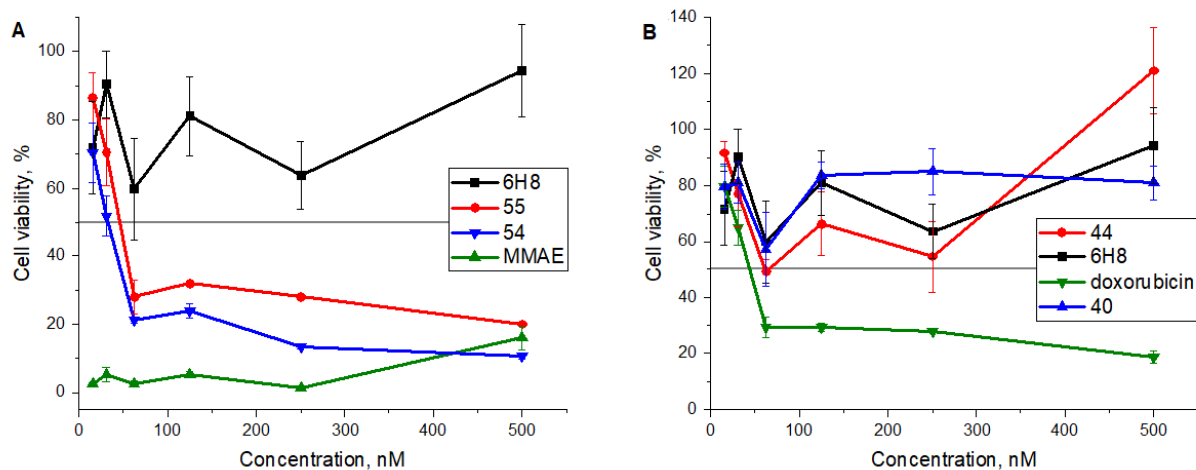 A
Cell viability, %
100
80
60
40
20
0
6H8
55
54
MMAE
0 100 200 300 400 500
Concentration, nM
B
Cell viability, %
140
120
100
80
60
40
20
0
44
6H8
doxorubicin
40
0 100 200 300 400 500
Concentration, nM